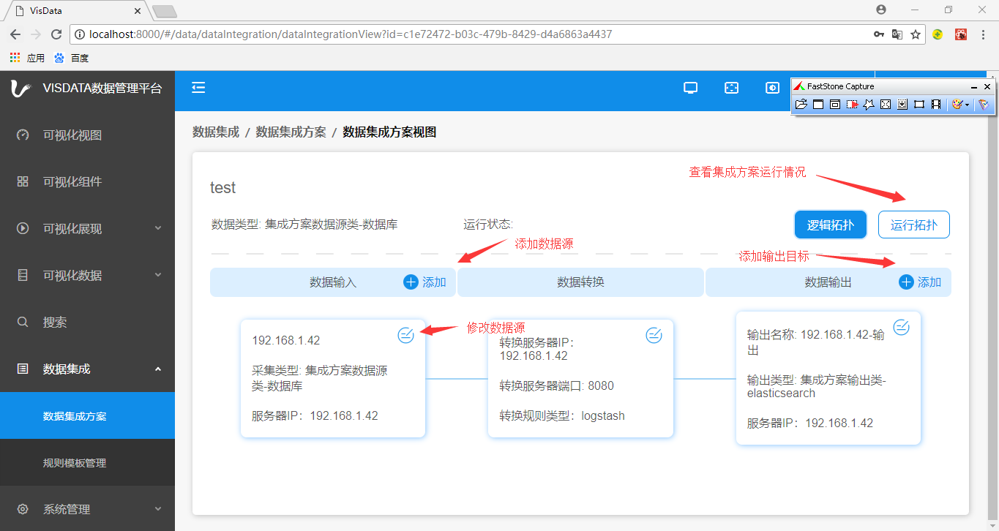 VisData
localhost:8000/#/data/dataIntegration/dataIntegrationView?id=c1e72472-b03c-479b-8429-d4a6863a4437
应用 百度
VISDATA数据管理平台
FastStone Capture
可视化视图
可视化组件
可视化展现
可视化数据
搜索
数据集成
数据集成方案
规则模板管理
系统管理
数据集成 / 数据集成方案 / 数据集成方案视图
查看集成方案运行情况
test
数据类型: 集成方案数据源类-数据库
运行状态:
逻辑拓扑
运行拓扑
添加数据源
添加输出目标
数据输入
添加
数据转换
数据输出
添加
修改数据源
192.168.1.42
采集类型: 集成方案数据源
类-数据库
服务器IP：192.168.1.42
转换服务器IP：
192.168.1.42
转换服务器端口: 8080
转换规则类型：logstash
输出名称: 192.168.1.42-输
出
输出类型: 集成方案输出类-
elasticsearch
服务器IP：192.168.1.42